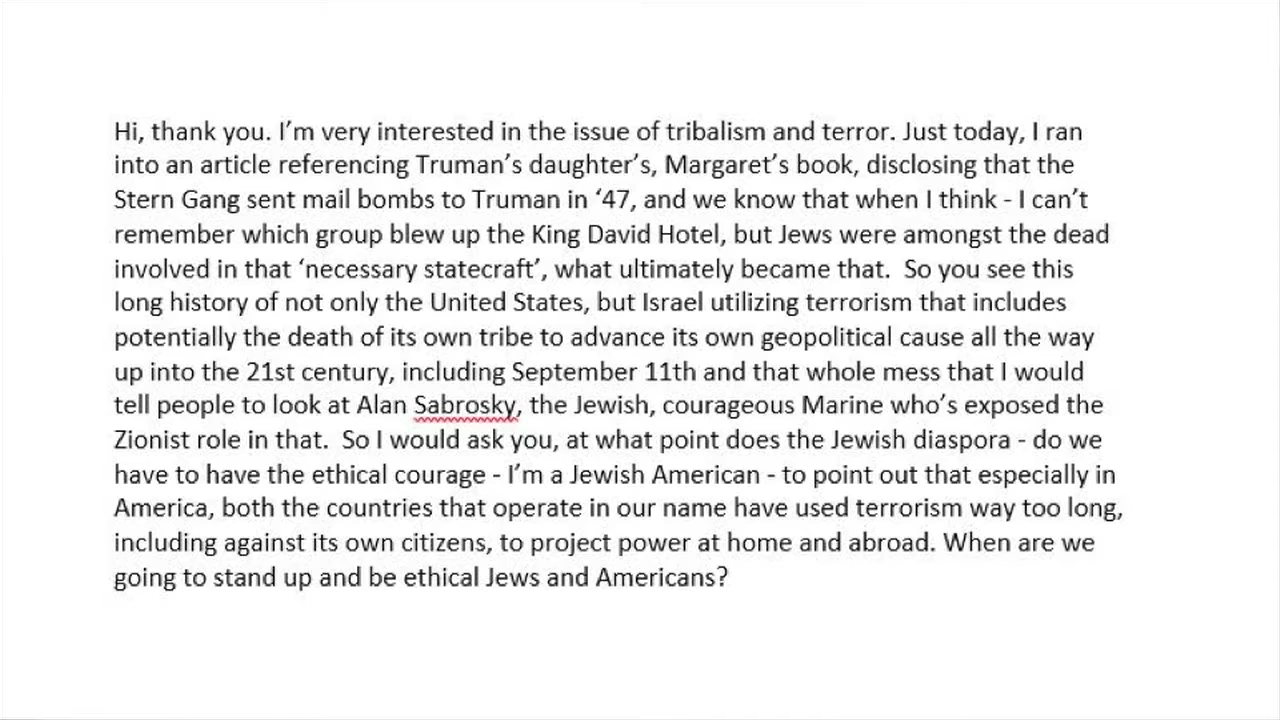 Hi, thank you. I’m very interested in the issue of tribalism and terror. Just today, I ran
into an article referencing Truman’s daughter’s, Margaret’s book, disclosing that the
Stern Gang sent mail bombs to Truman in ‘47, and we know that when I think - I can’t
remember which group blew up the King David Hotel, but Jews were amongst the dead
involved in that ‘necessary statecraft’, what ultimately became that.  So you see this
long history of not only the United States, but Israel utilizing terrorism that includes
potentially the death of its own tribe to advance its own geopolitical cause all the way
up into the 21st century, including September 11th and that whole mess that I would
tell people to look at Alan Sabrosky, the Jewish, courageous Marine who’s exposed the
Zionist role in that.  So I would ask you, at what point does the Jewish diaspora - do we
have to have the ethical courage - I’m a Jewish American - to point out that especially in
America, both the countries that operate in our name have used terrorism way too long,
including against its own citizens, to project power at home and abroad. When are we
going to stand up and be ethical Jews and Americans?